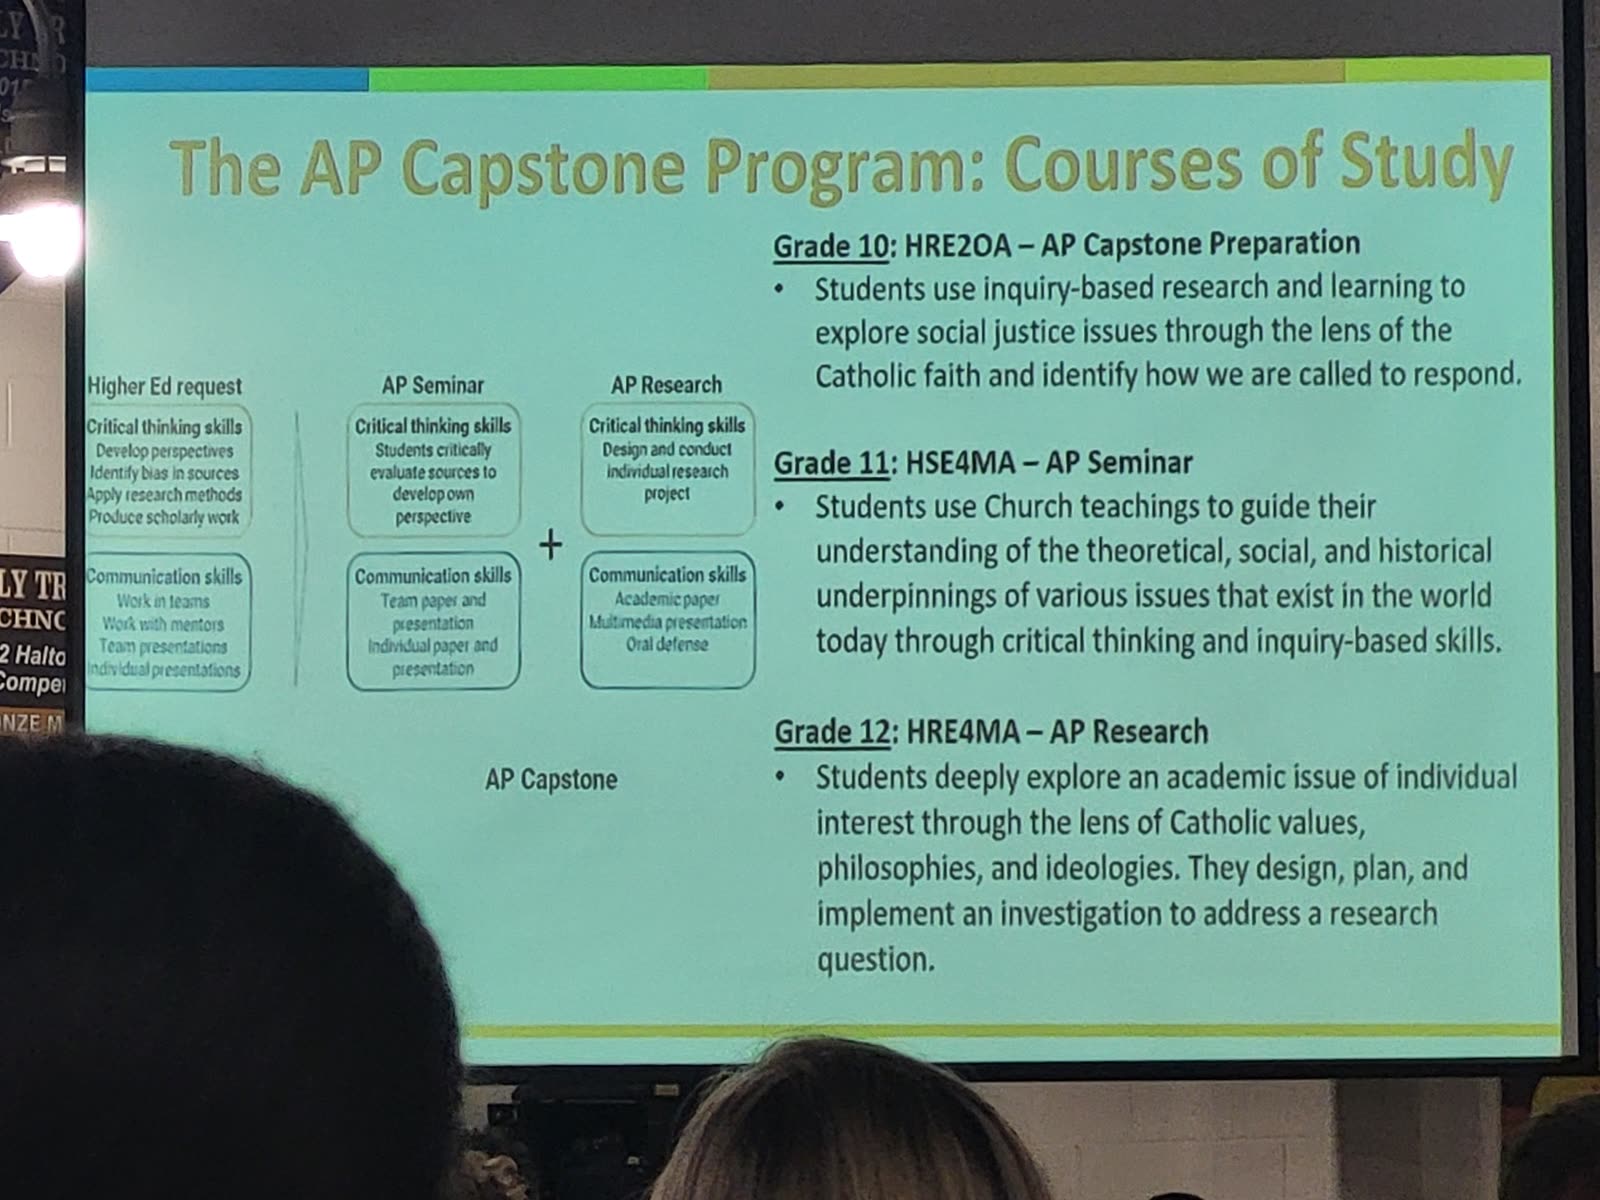 The AP Capstone Program: Courses of Study
Higher Ed request
Critical thinking skills
Develop perspectives
Identify bias in sources
Apply research methods
Produce scholarly work
Communication skills
Work in teams
Work with mentors
Team presentations
Individual presentations
AP Seminar
Critical thinking skills
Students critically
evaluate sources to
develop own
perspective
Communication skills
Team paper and
presentation
Individual paper and
presentation
+
AP Research
Critical thinking skills
Design and conduct
individual research
project
Communication skills
Academic paper
Multimedia presentation
Oral defense
AP Capstone
Grade 10: HRE2OA – AP Capstone Preparation
• Students use inquiry-based research and learning to
explore social justice issues through the lens of the
Catholic faith and identify how we are called to respond.
Grade 11: HSE4MA – AP Seminar
• Students use Church teachings to guide their
understanding of the theoretical, social, and historical
underpinnings of various issues that exist in the world
today through critical thinking and inquiry-based skills.
Grade 12: HRE4MA – AP Research
• Students deeply explore an academic issue of individual
interest through the lens of Catholic values,
philosophies, and ideologies. They design, plan, and
implement an investigation to address a research
question.
LY TR
CHNO
2 Halto
Compe
NZE M